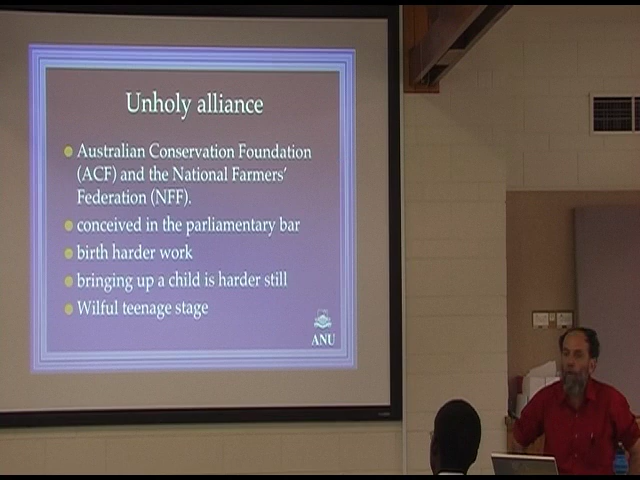 Unholy alliance
Australian Conservation Foundation
(ACF) and the National Farmers'
Federation (NFF).
conceived in the parliamentary bar
birth harder work
bringing up a child is harder still
Wilful teenage stage
ANU